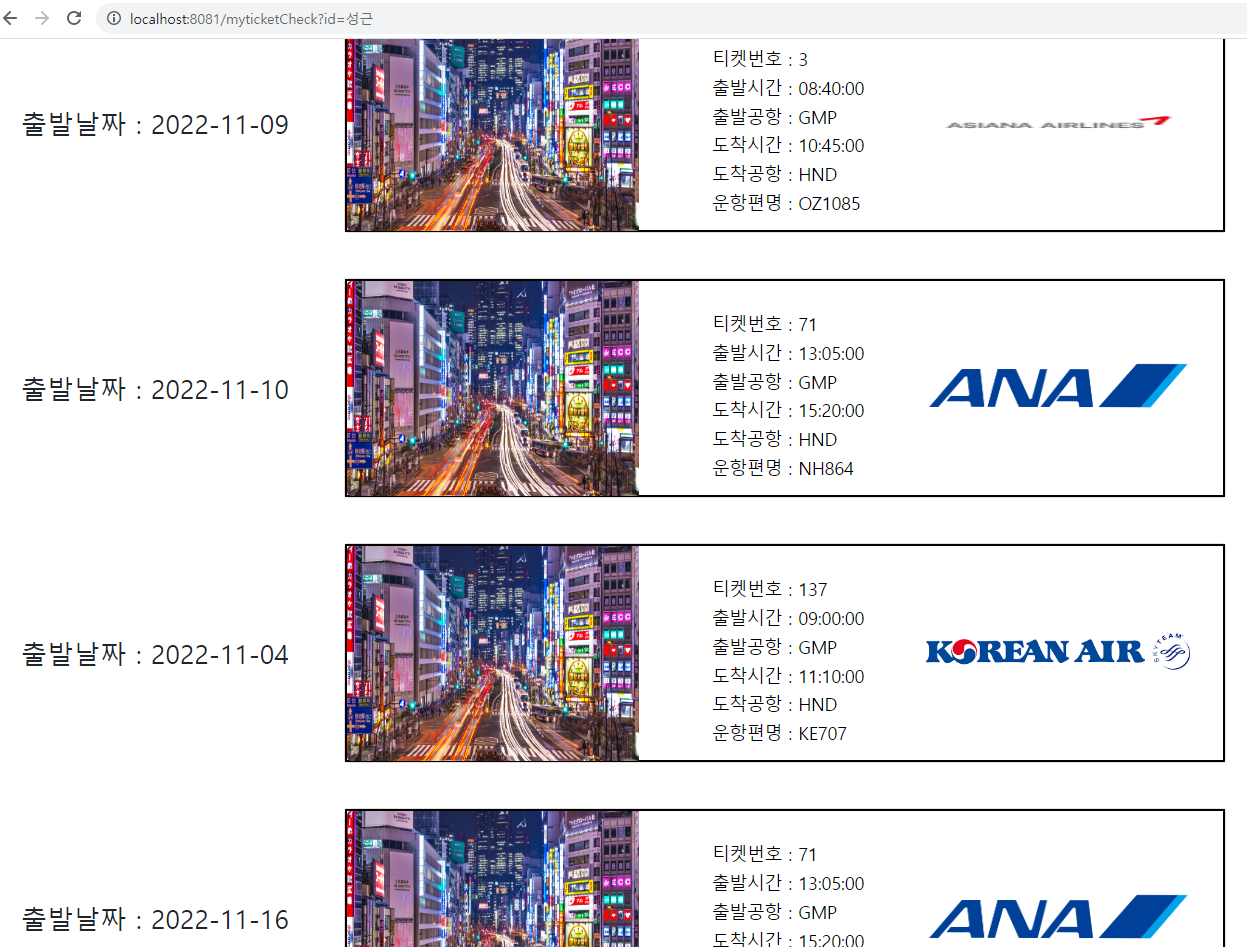 localhost:8081/myticketCheck?id=성근
출발날짜 : 2022-11-09
티켓번호 : 3
출발시간 : 08:40:00
출발공항 : GMP
도착시간 : 10:45:00
도착공항 : HND
운항편명 : OZ1085
ASIANA AIRLINES
출발날짜 : 2022-11-10
티켓번호 : 71
출발시간 : 13:05:00
출발공항 : GMP
도착시간 : 15:20:00
도착공항 : HND
운항편명 : NH864
ANA
출발날짜 : 2022-11-04
티켓번호 : 137
출발시간 : 09:00:00
출발공항 : GMP
도착시간 : 11:10:00
도착공항 : HND
운항편명 : KE707
KOREAN AIR
SKYTEAM
출발날짜 : 2022-11-16
티켓번호 : 71
출발시간 : 13:05:00
출발공항 : GMP
도착시간 : 15:20:00
ANA